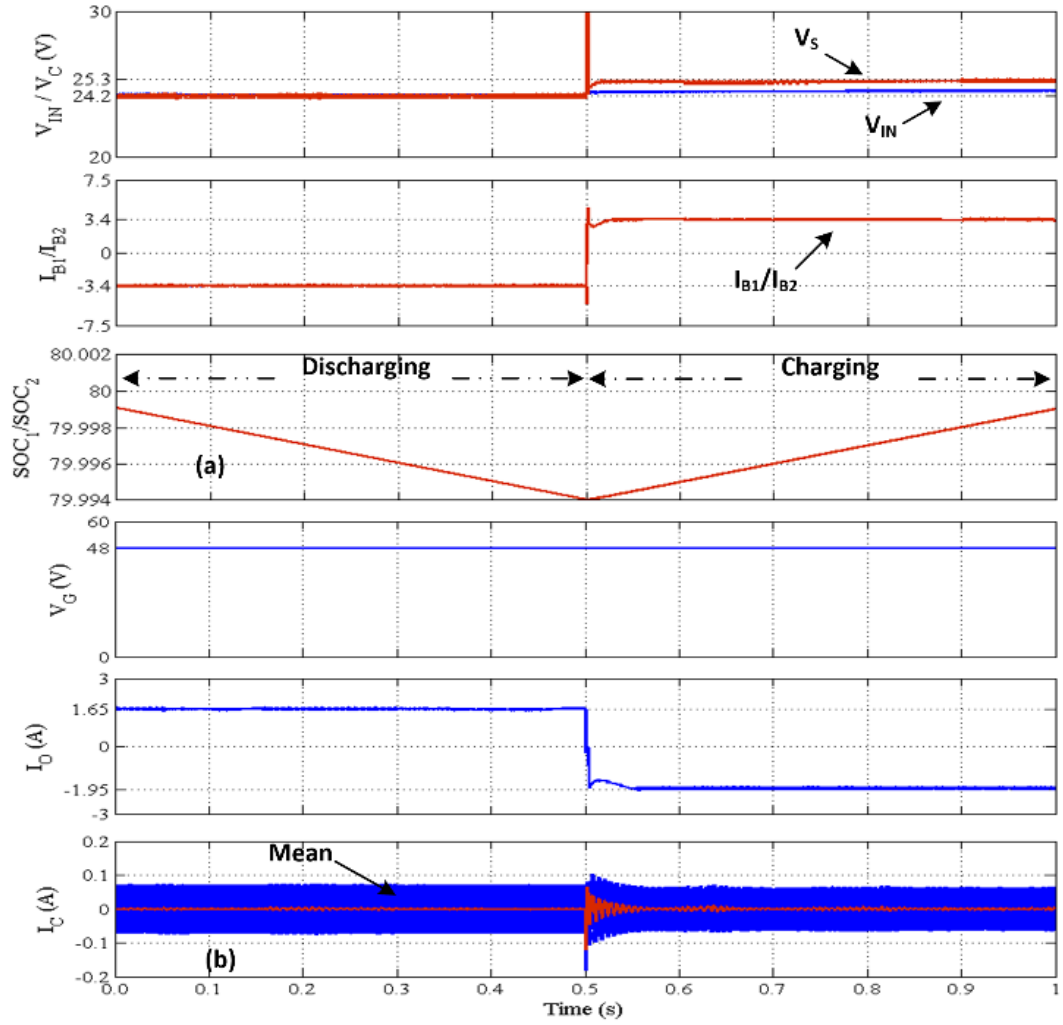 30
V_IN / V_C (V)
V_S
25.3
24.2
V_IN
20
7.5
I_B1/I_B2
3.4
0
I_B1/I_B2
-3.4
-7.5
80.002
SOC_1/SOC_2
Discharging
Charging
80
79.998
79.996
(a)
79.994
60
V_G (V)
48
0
3
I_O (A)
1.65
0
-1.95
-3
0.2
I_C (A)
Mean
0.1
0
-0.1
(b)
-0.2
0.0 0.1 0.2 0.3 0.4 0.5 0.6 0.7 0.8 0.9 1
Time (s)